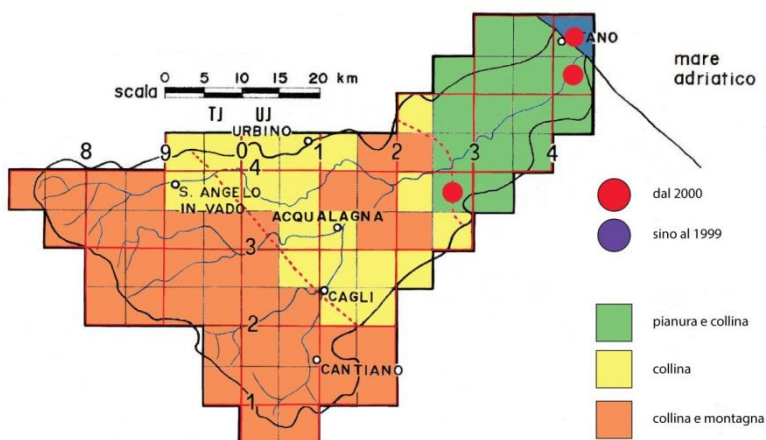 scala 0 5 10 15 20 km
TJ UJ
URBINO
ANO
mare
adriatico
8 9 0 1 2 3 4
4
S. ANGELO
IN VADO
ACQUALAGNA
3
CAGLI
2
CANTIANO
1
dal 2000
sino al 1999
pianura e collina
collina
collina e montagna